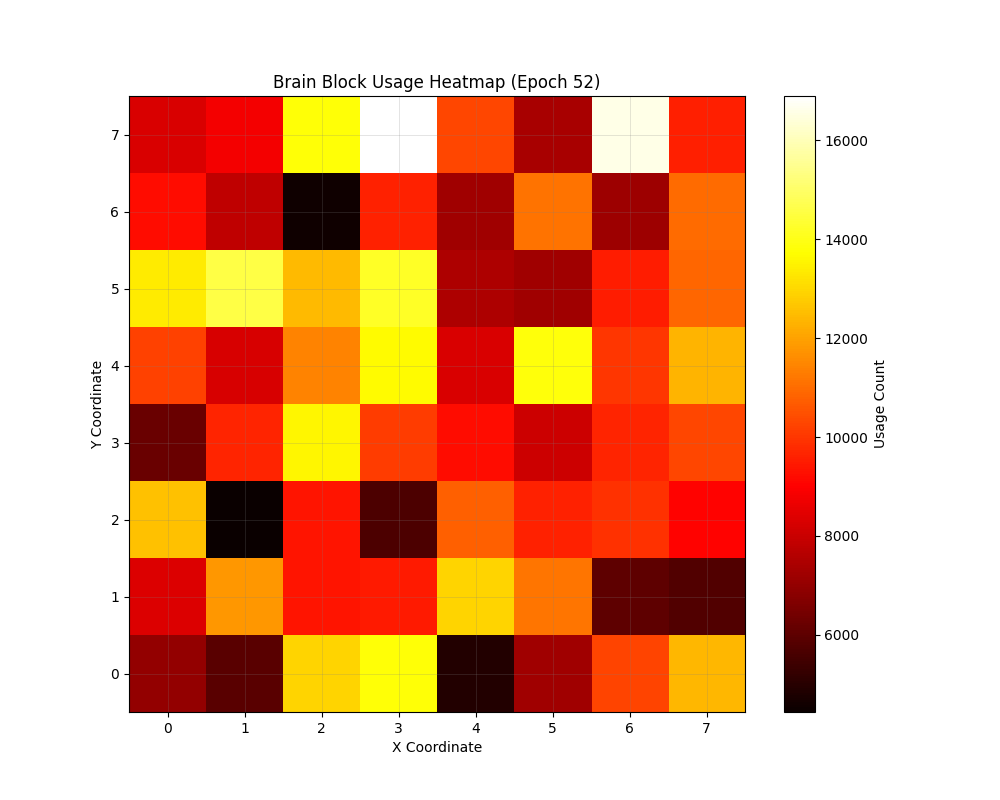 Brain Block Usage Heatmap (Epoch 52)
7
6
5
4
3
2
1
0
Y Coordinate
0 1 2 3 4 5 6 7
X Coordinate
16000
14000
12000
10000
8000
6000
Usage Count